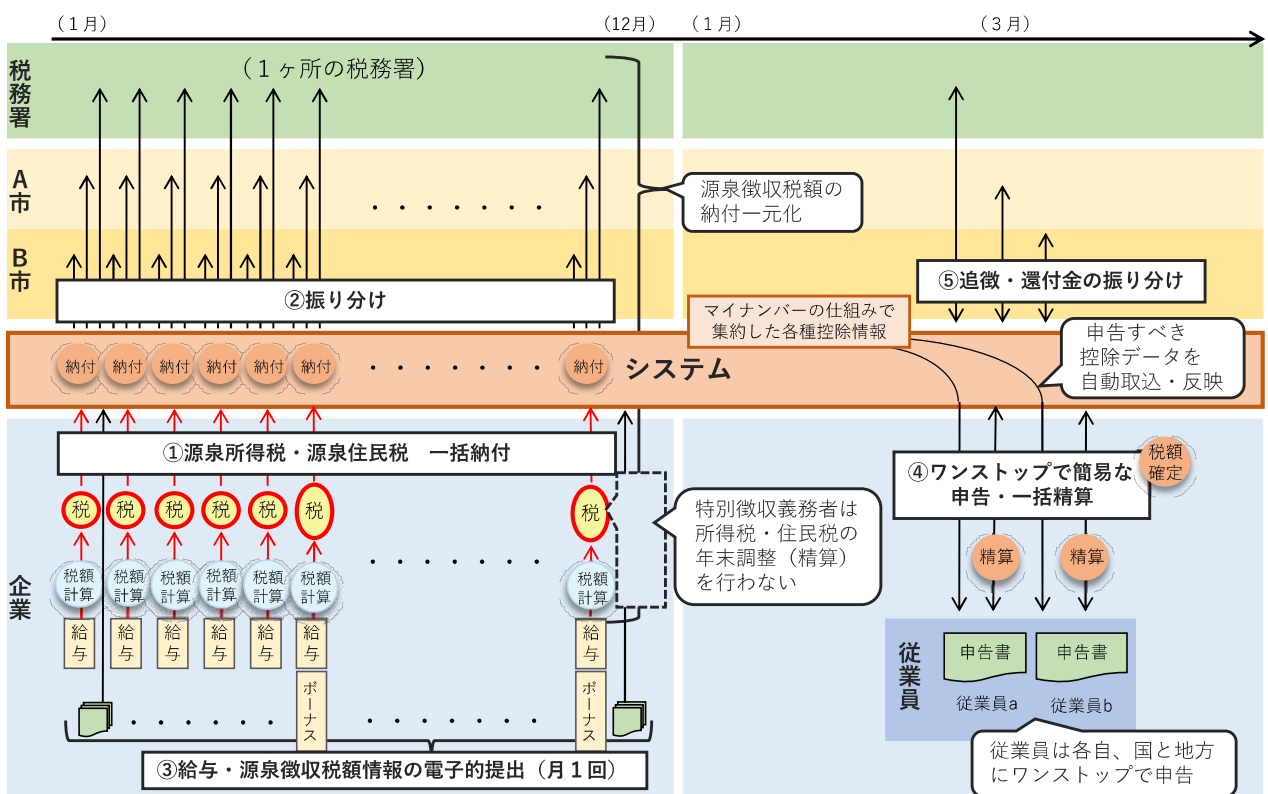 （１月）
（12月）
（１月）
（３月）
税務署
（１ヶ所の税務署）
A市
・・・・・・・
源泉徴収税額の
納付一元化
B市
②振り分け
⑤追徴・還付金の振り分け
マイナンバーの仕組みで
集約した各種控除情報
申告すべき
控除データを
自動取込・反映
納付
納付
納付
納付
納付
納付
・・・・・・・
納付
システム
①源泉所得税・源泉住民税　一括納付
④ワンストップで簡易な
申告・一括精算
税額
確定
税
税
税
税
税
税
税
特別徴収義務者は
所得税・住民税の
年末調整（精算）
を行わない
精算
精算
企業
税額
計算
税額
計算
税額
計算
税額
計算
税額
計算
税額
計算
・・・・・・・
税額
計算
給与
給与
給与
給与
給与
給与
給与
ボーナス
ボーナス
・・・・・・
・・・・・・・
③給与・源泉徴収税額情報の電子的提出（月１回）
従業員
申告書
申告書
従業員a
従業員b
従業員は各自、国と地方
にワンストップで申告